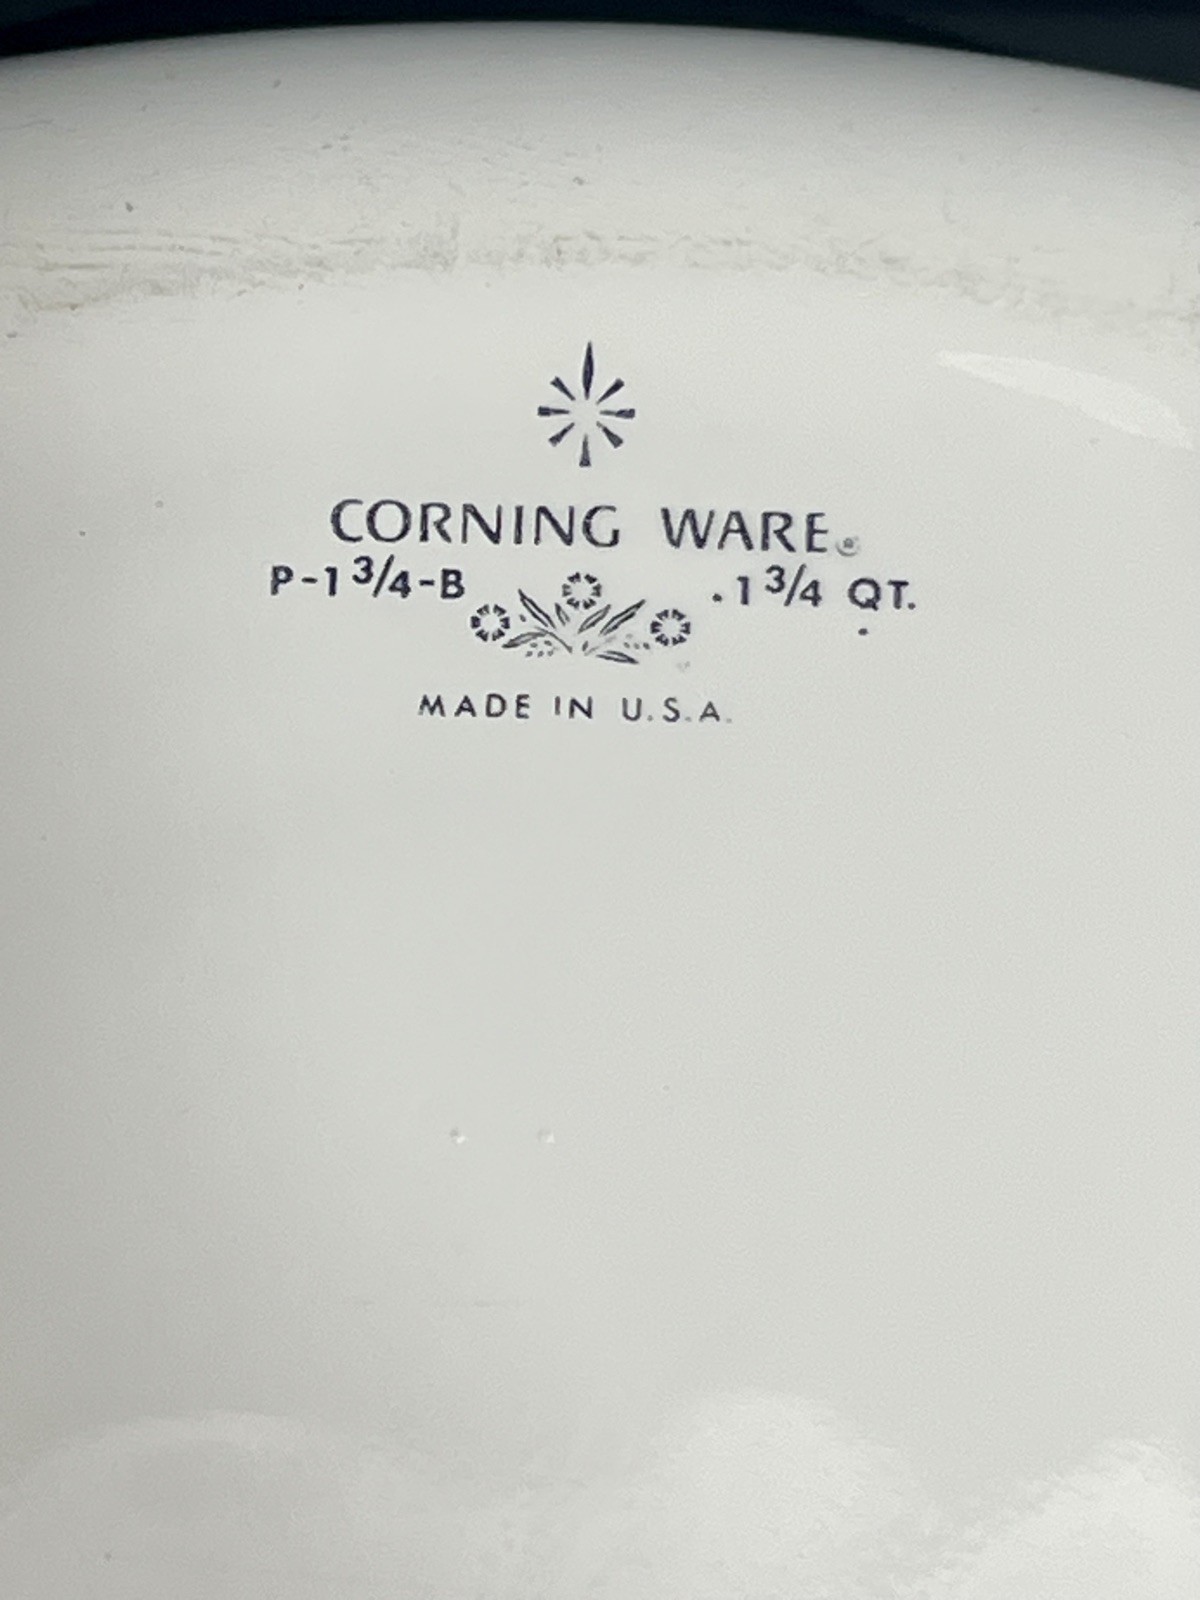 CORNING WARE®
P-1 3/4-B . 1 3/4 QT.
MADE IN U.S.A.